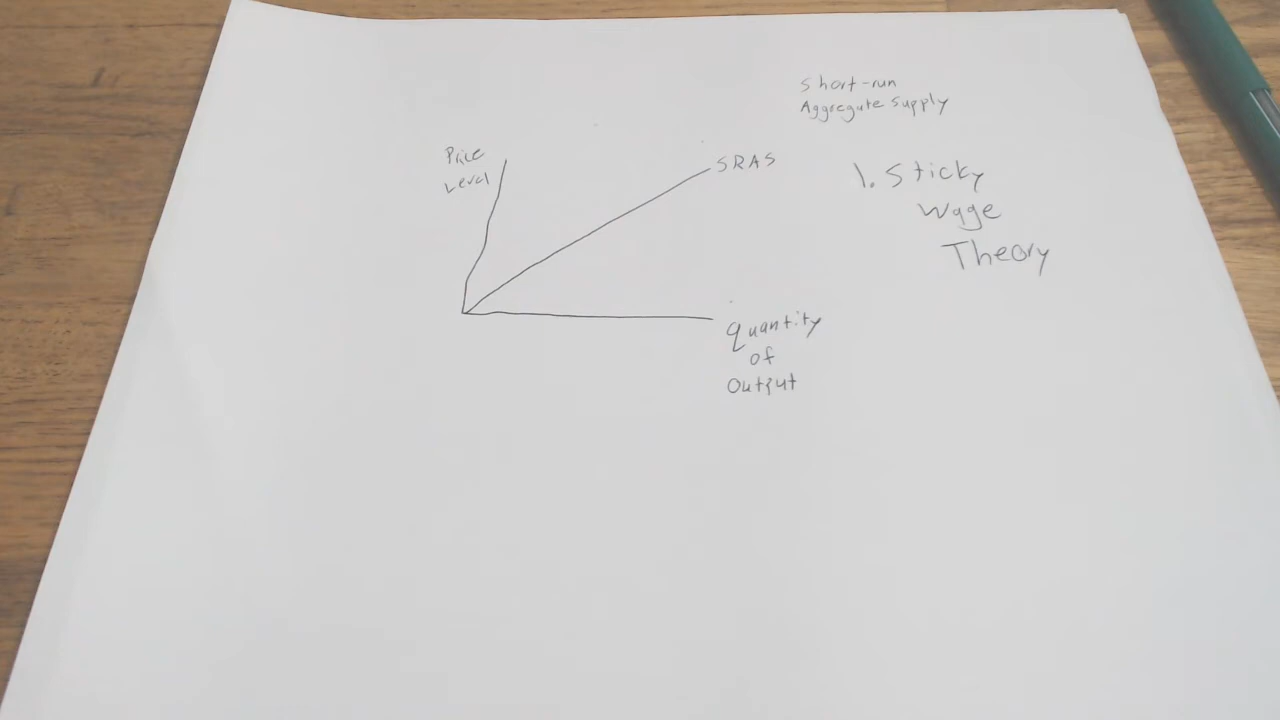 Short-run
Aggregate Supply
Price
Level
SRAS
1. Sticky
Wage
Theory
Quantity
of
Output